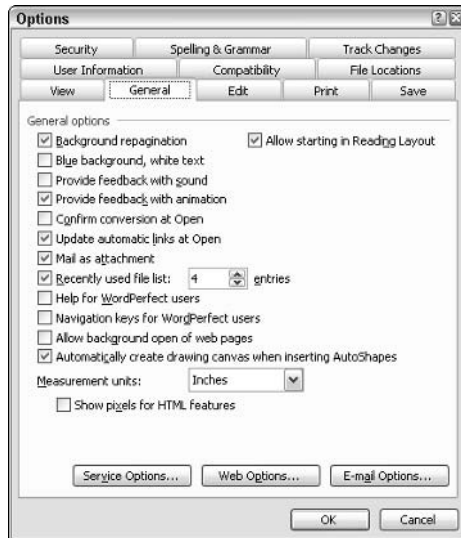 Options
Security Spelling & Grammar Track Changes
User Information Compatibility File Locations
View General Edit Print Save
General options
Background repagination Allow starting in Reading Layout
Blue background, white text
Provide feedback with sound
Provide feedback with animation
Confirm conversion at Open
Update automatic links at Open
Mail as attachment
Recently used file list: 4 entries
Help for WordPerfect users
Navigation keys for WordPerfect users
Allow background open of web pages
Automatically create drawing canvas when inserting AutoShapes
Measurement units: Inches
Show pixels for HTML features
Service Options... Web Options... E-mail Options...
OK Cancel